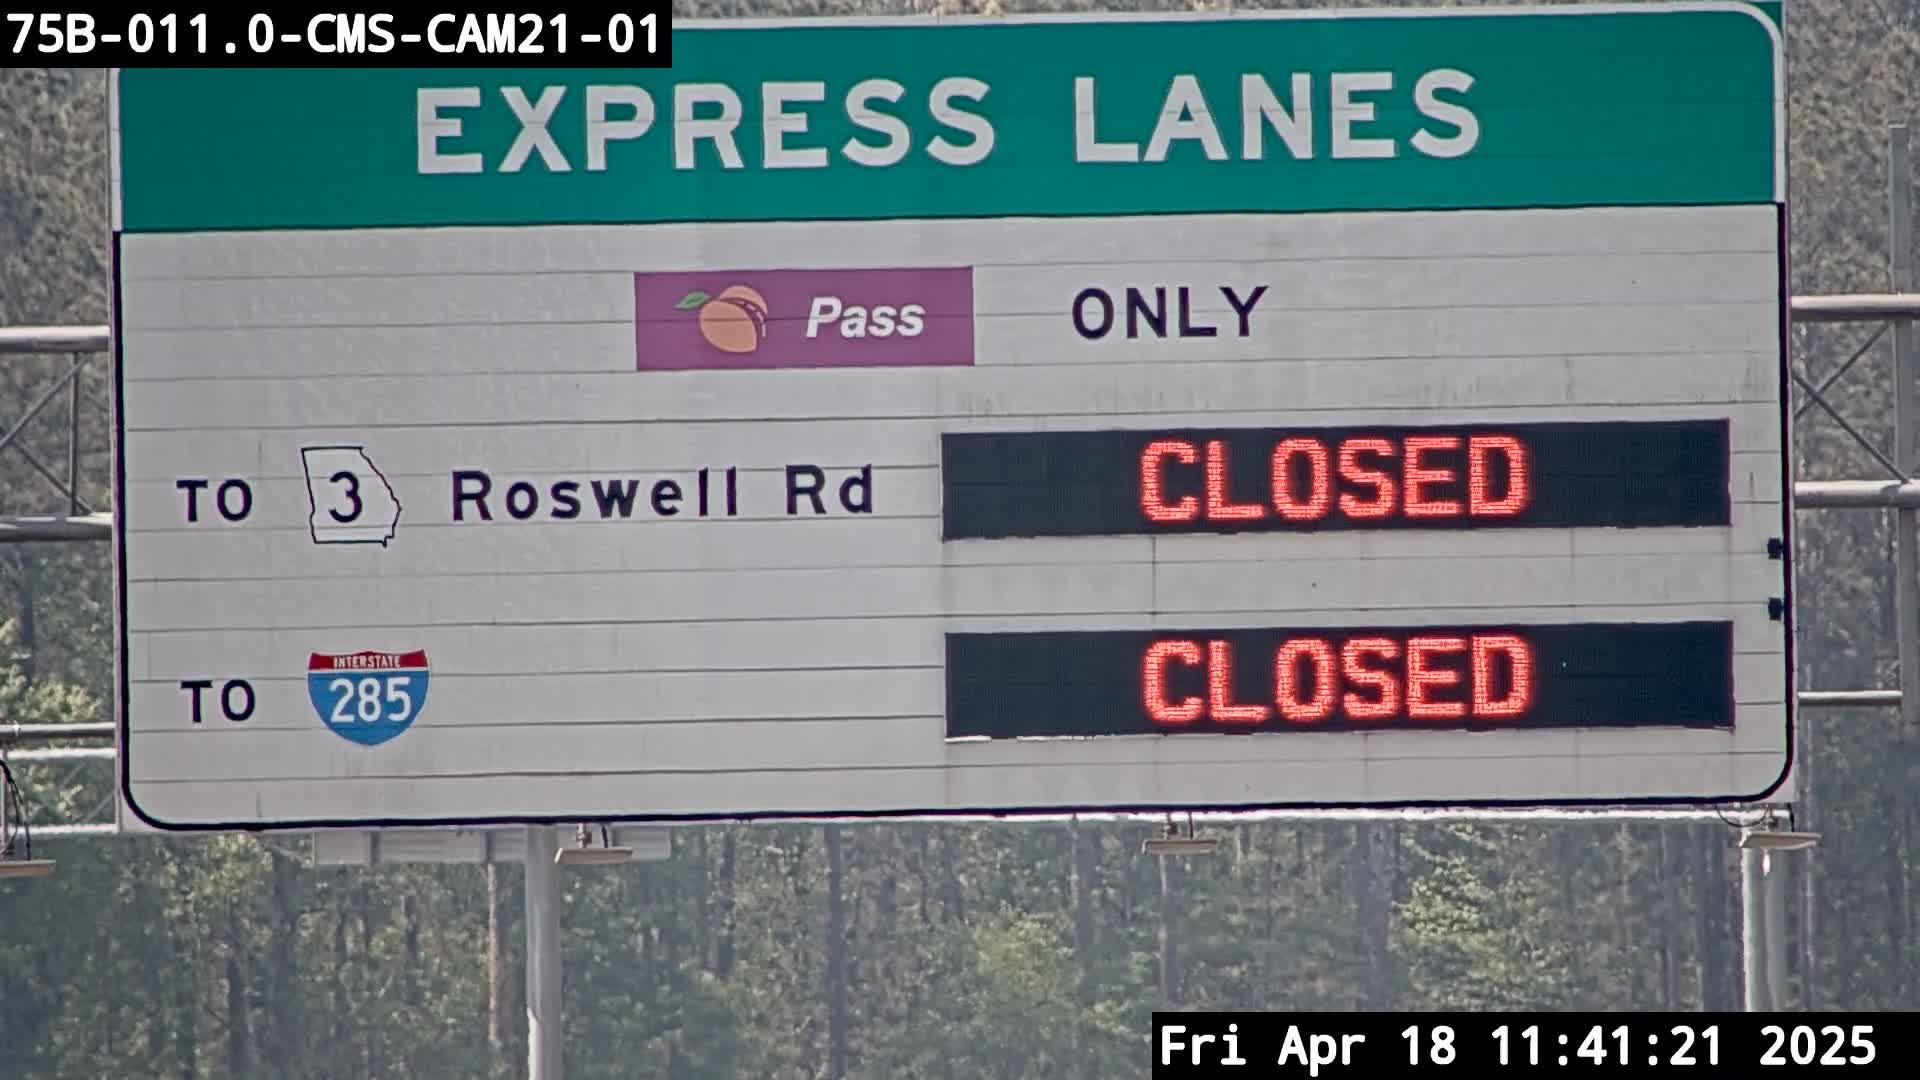 75B-011.0-CMS-CAM21-01
EXPRESS LANES
Pass ONLY
TO 3 Roswell Rd CLOSED
TO INTERSTATE 285 CLOSED
Fri Apr 18 11:41:21 2025